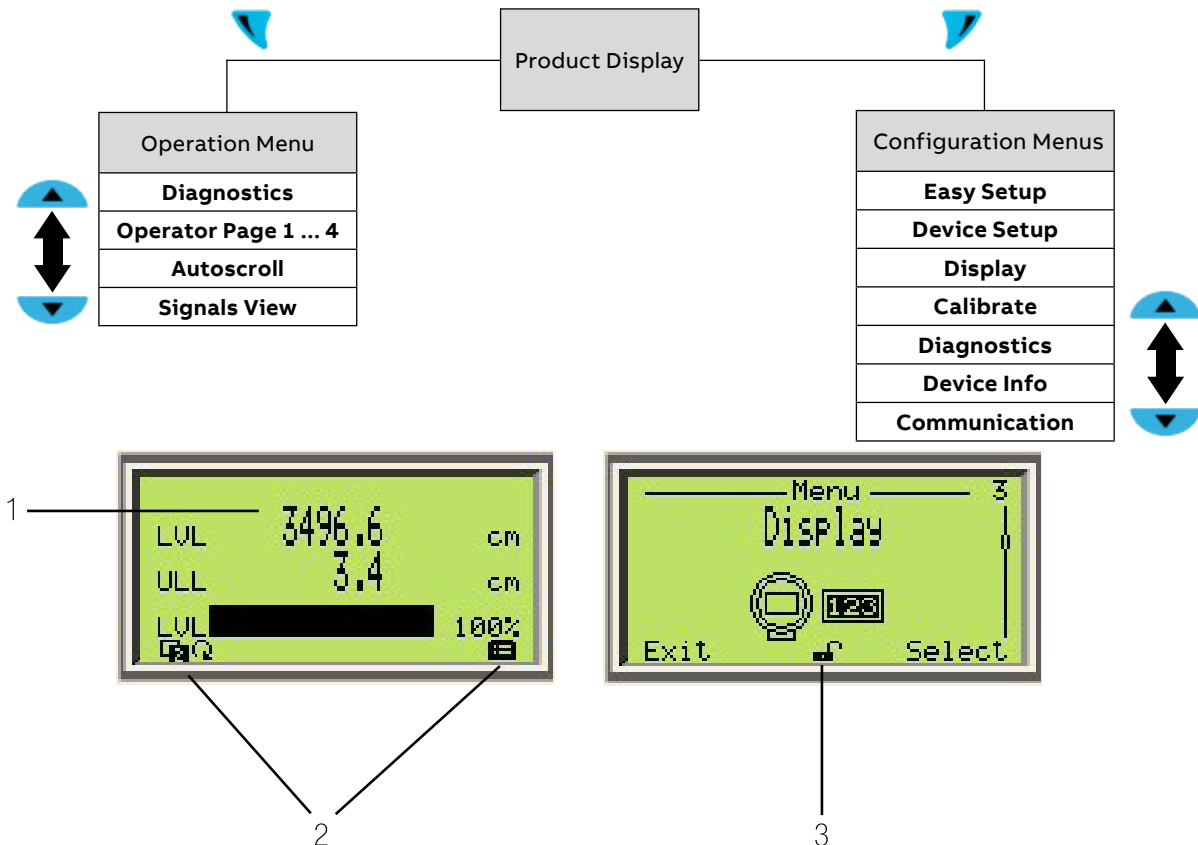 Product Display
Operation Menu
Diagnostics
Operator Page 1 ... 4
Autoscroll
Signals View
Configuration Menus
Easy Setup
Device Setup
Display
Calibrate
Diagnostics
Device Info
Communication
1
LVL 3496.6 cm
ULL 3.4 cm
LVL 100%
2
Menu 3
Display
123
Exit Select
3